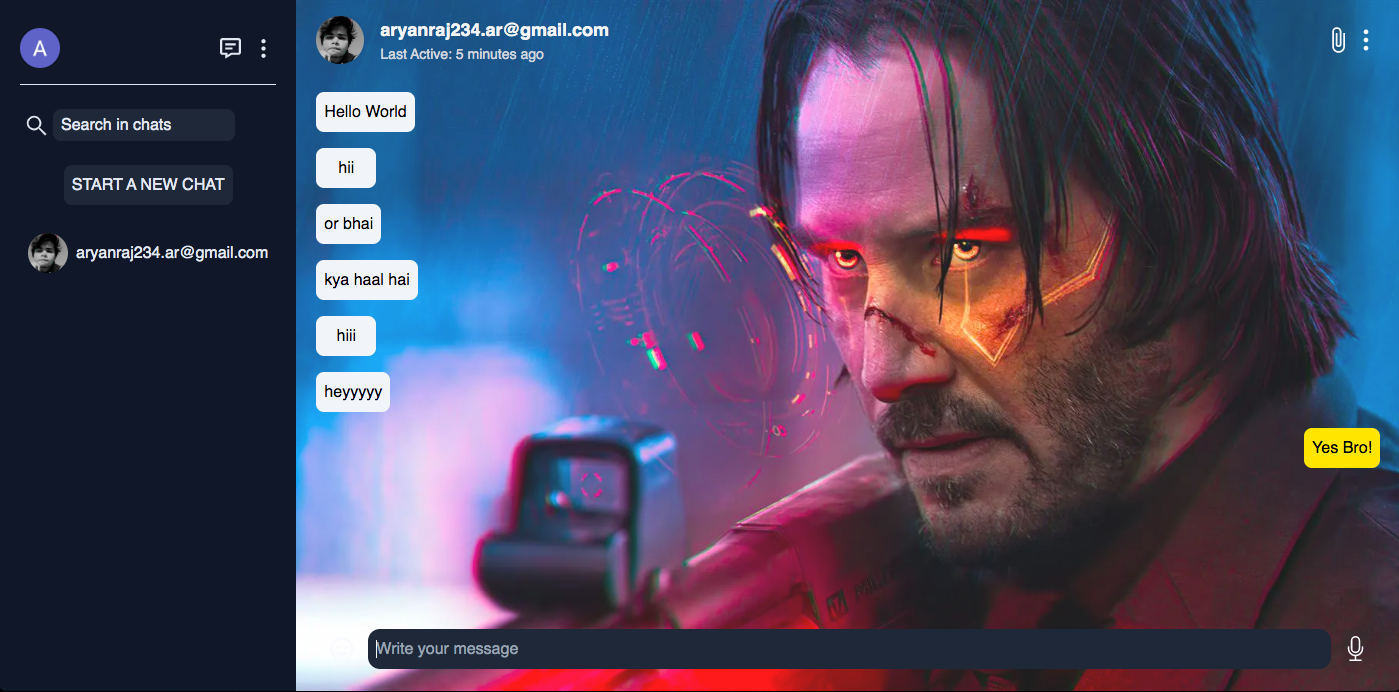 A
Search in chats
START A NEW CHAT
aryanraj234.ar@gmail.com
aryanraj234.ar@gmail.com
Last Active: 5 minutes ago
Hello World
hii
or bhai
kya haal hai
hiii
heyyyyy
Yes Bro!
Write your message